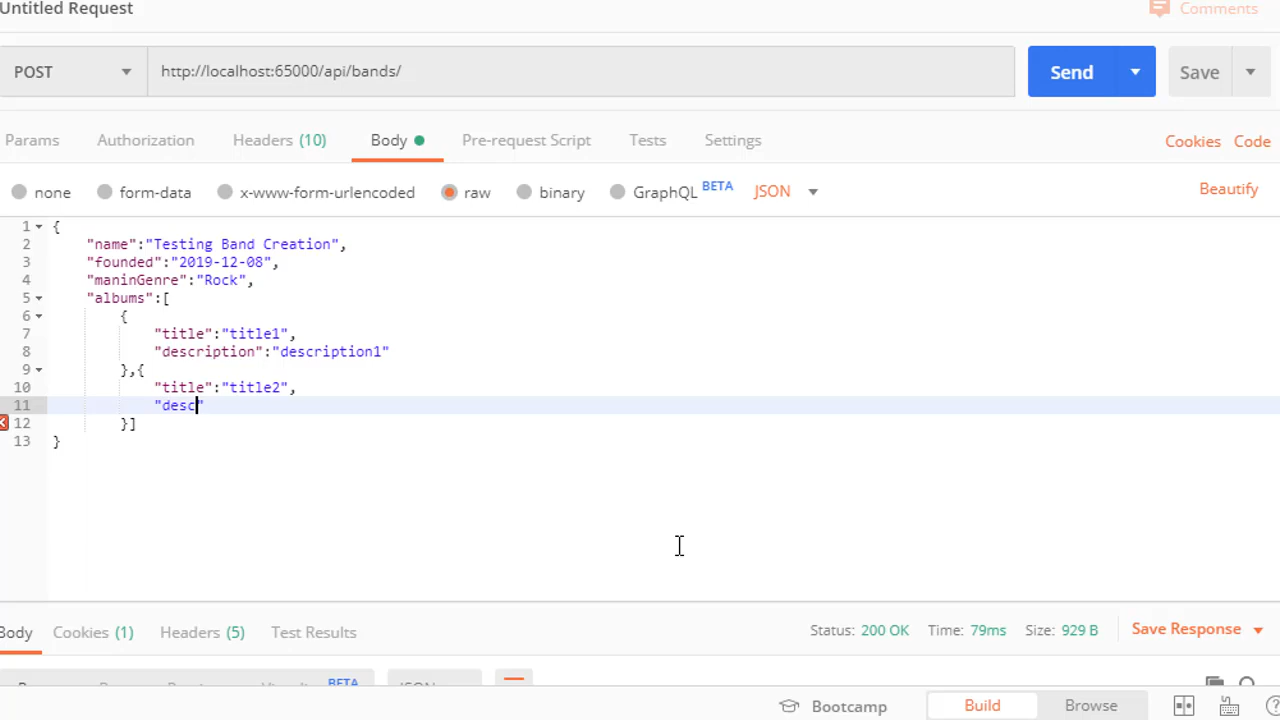 Untitled Request
Comments
POST http://localhost:65000/api/bands/ Send Save
Params Authorization Headers (10) Body Pre-request Script Tests Settings Cookies Code
none form-data x-www-form-urlencoded raw binary GraphQL BETA JSON Beautify
1 {
2 "name":"Testing Band Creation",
3 "founded":"2019-12-08",
4 "maninGenre":"Rock",
5 "albums":[
6 {
7 "title":"title1",
8 "description":"description1"
9 },{
10 "title":"title2",
11 "desc"
12 }]
13 }
Body Cookies (1) Headers (5) Test Results Status: 200 OK Time: 79ms Size: 929 B Save Response
BETA JSON
Bootcamp Build Browse